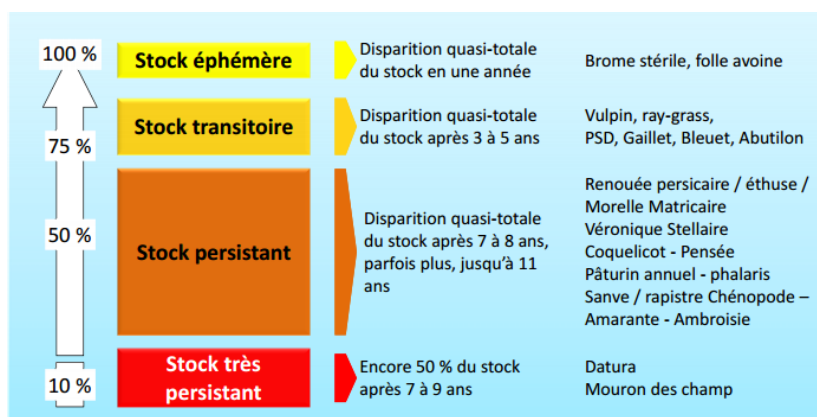 100 %
Stock éphémère
Disparition quasi-totale
du stock en une année
Brome stérile, folle avoine
75 %
Stock transitoire
Disparition quasi-totale
du stock après 3 à 5 ans
Vulpin, ray-grass,
PSD, Gaillet, Bleuet, Abutilon
50 %
Stock persistant
Disparition quasi-totale
du stock après 7 à 8 ans,
parfois plus, jusqu'à 11
ans
Renouée persicaire / éthuse /
Morelle Matricaire
Véronique Stellaire
Coquelicot - Pensée
Pâturin annuel - phalaris
Sanve / rapistre Chénopode –
Amarante - Ambroisie
10 %
Stock très
persistant
Encore 50 % du stock
après 7 à 9 ans
Datura
Mouron des champ